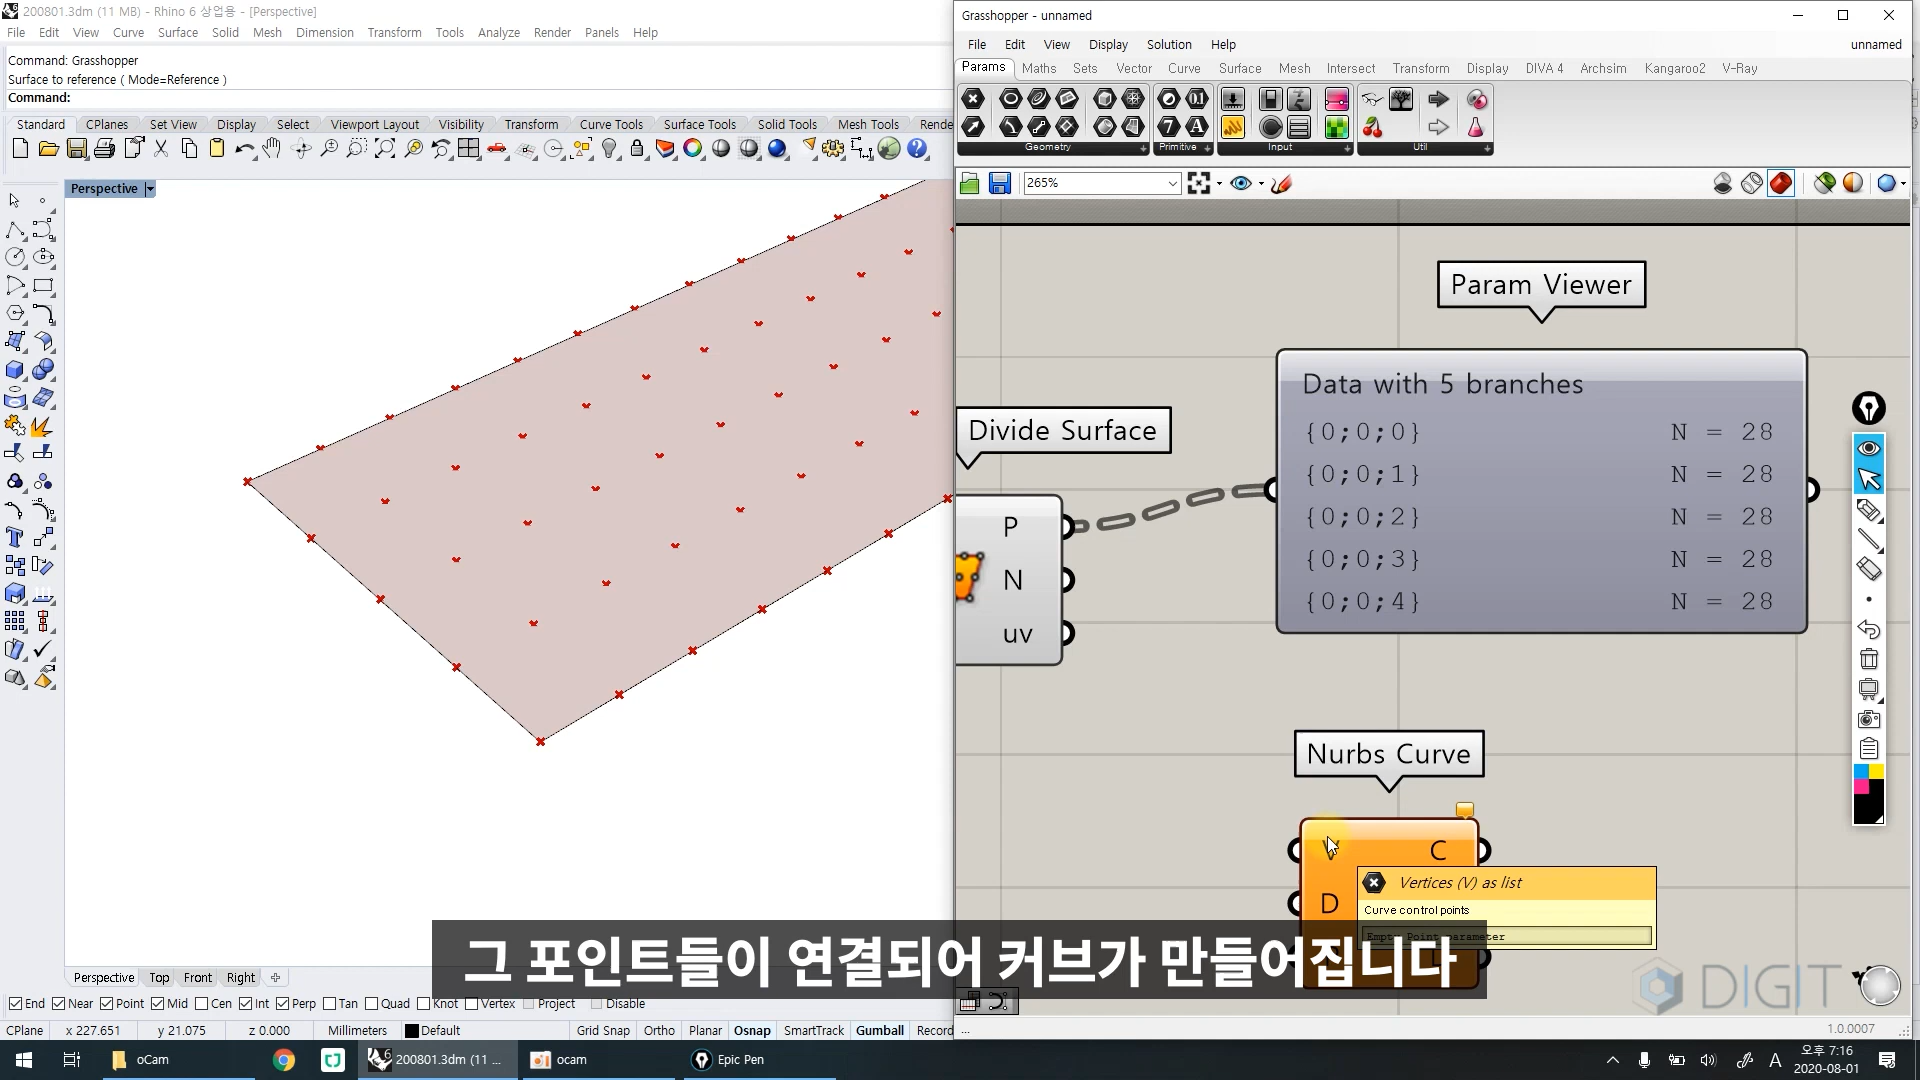 200801.3dm (11 MB) - Rhino 6 상업용 - [Perspective]
File Edit View Curve Surface Solid Mesh Dimension Transform Tools Analyze Render Panels Help
Command: Grasshopper
Surface to reference ( Mode=Reference )
Command:
Standard CPlanes Set View Display Select Viewport Layout Visibility Transform Curve Tools Surface Tools Solid Tools Mesh Tools Rende
Perspective
Grasshopper - unnamed
File Edit View Display Solution Help unnamed
Params Maths Sets Vector Curve Surface Mesh Intersect Transform Display DIVA 4 Archsim Kangaroo2 V-Ray
Geometry Primitive Input Util
265%
Param Viewer
Data with 5 branches
{0;0;0} N = 28
{0;0;1} N = 28
{0;0;2} N = 28
{0;0;3} N = 28
{0;0;4} N = 28
Divide Surface
P
N
uv
Nurbs Curve
V C
D
Vertices (V) as list
Curve control points
Empty Point parameter
그 포인트들이 연결되어 커브가 만들어집니다
DIGIT
Perspective Top Front Right
End Near Point Mid Cen Int Perp Tan Quad Knot Vertex Project Disable
CPlane x 227.651 y 21.075 z 0.000 Millimeters Default Grid Snap Ortho Planar Osnap SmartTrack Gumball Record
...
1.0.0007
oCam
200801.3dm (11 ...
ocam
Epic Pen
A
오후 7:16
2020-08-01